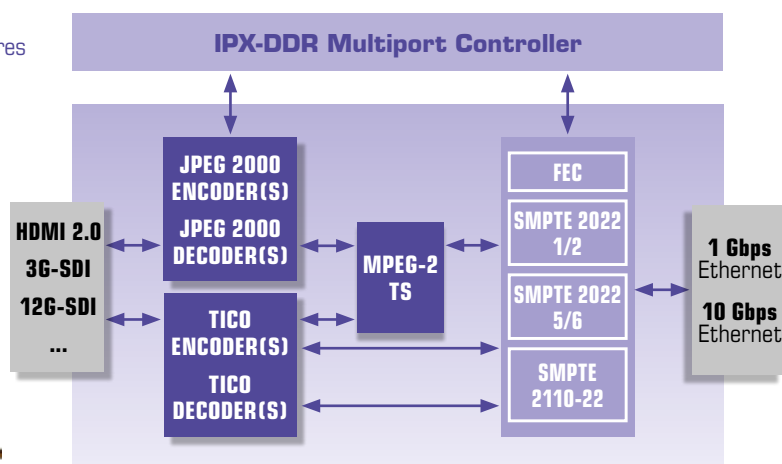 res
IPX-DDR Multiport Controller
JPEG 2000
ENCODER(S)
JPEG 2000
DECODER(S)
FEC
SMPTE 2022
1/2
SMPTE 2022
5/6
SMPTE
2110-22
HDMI 2.0
3G-SDI
12G-SDI
...
MPEG-2
TS
TICO
ENCODER(S)
TICO
DECODER(S)
1 Gbps
Ethernet
10 Gbps
Ethernet